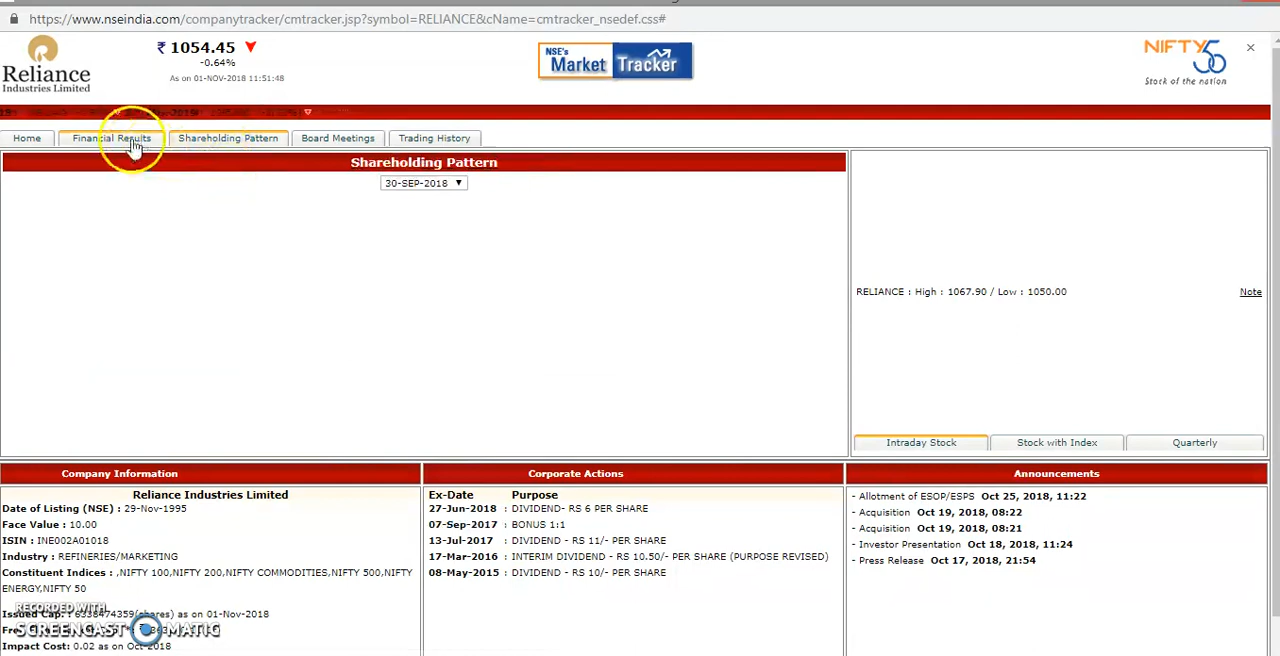 https://www.nseindia.com/companytracker/cmtracker.jsp?symbol=RELIANCE&cName=cmtracker_nsedef.css#
Reliance
Industries Limited
₹ 1054.45 ▼
-0.64%
As on 01-NOV-2018 11:51:48
NSE's
Market Tracker
NIFTY 50
Stock of the nation
Home
Financial Results
Shareholding Pattern
Board Meetings
Trading History
Shareholding Pattern
30-SEP-2018 ▼
RELIANCE : High : 1067.90 / Low : 1050.00
Note
Intraday Stock
Stock with Index
Quarterly
Company Information
Reliance Industries Limited
Date of Listing (NSE) : 29-Nov-1995
Face Value : 10.00
ISIN : INE002A01018
Industry : REFINERIES/MARKETING
Constituent Indices : ,NIFTY 100,NIFTY 200,NIFTY COMMODITIES,NIFTY 500,NIFTY
ENERGY,NIFTY 50
Issued Cap. : 6338474359(shares) as on 01-Nov-2018
Impact Cost: 0.02 as on Oct-2018
Corporate Actions
Ex-Date Purpose
27-Jun-2018 : DIVIDEND- RS 6 PER SHARE
07-Sep-2017 : BONUS 1:1
13-Jul-2017 : DIVIDEND - RS 11/- PER SHARE
17-Mar-2016 : INTERIM DIVIDEND - RS 10.50/- PER SHARE (PURPOSE REVISED)
08-May-2015 : DIVIDEND - RS 10/- PER SHARE
Announcements
- Allotment of ESOP/ESPS Oct 25, 2018, 11:22
- Acquisition Oct 19, 2018, 08:22
- Acquisition Oct 19, 2018, 08:21
- Investor Presentation Oct 18, 2018, 11:24
- Press Release Oct 17, 2018, 21:54
RECORDED WITH
SCREENCAST MATIC